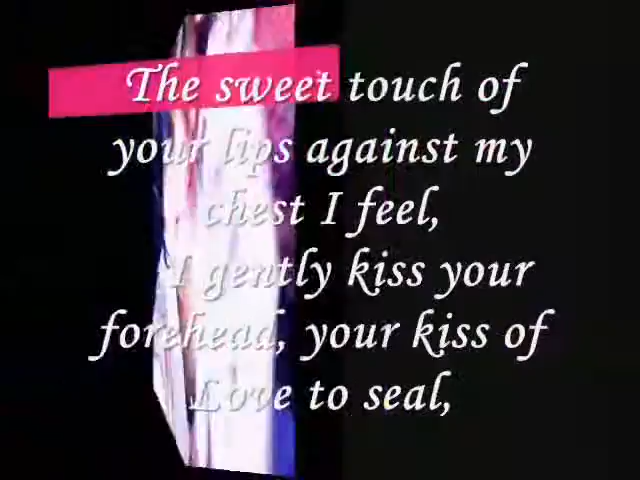 The sweet touch of
your lips against my
chest I feel,
I gently kiss your
forehead, your kiss of
Love to seal,